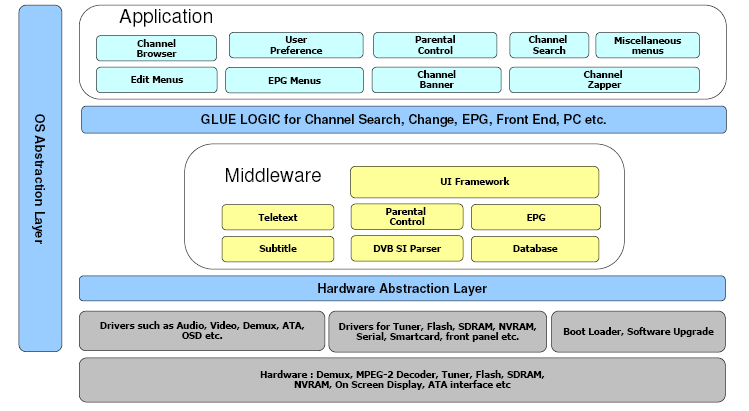 Application
Channel
Browser
User
Preference
Parental
Control
Channel
Search
Miscellaneous
menus
Edit Menus
EPG Menus
Channel
Banner
Channel
Zapper
OS Abstraction Layer
GLUE LOGIC for Channel Search, Change, EPG, Front End, PC etc.
Middleware
UI Framework
Teletext
Parental
Control
EPG
Subtitle
DVB SI Parser
Database
Hardware Abstraction Layer
Drivers such as Audio, Video, Demux, ATA,
OSD etc.
Drivers for Tuner, Flash, SDRAM, NVRAM,
Serial, Smartcard, front panel etc.
Boot Loader, Software Upgrade
Hardware : Demux, MPEG-2 Decoder, Tuner, Flash, SDRAM,
NVRAM, On Screen Display, ATA interface etc